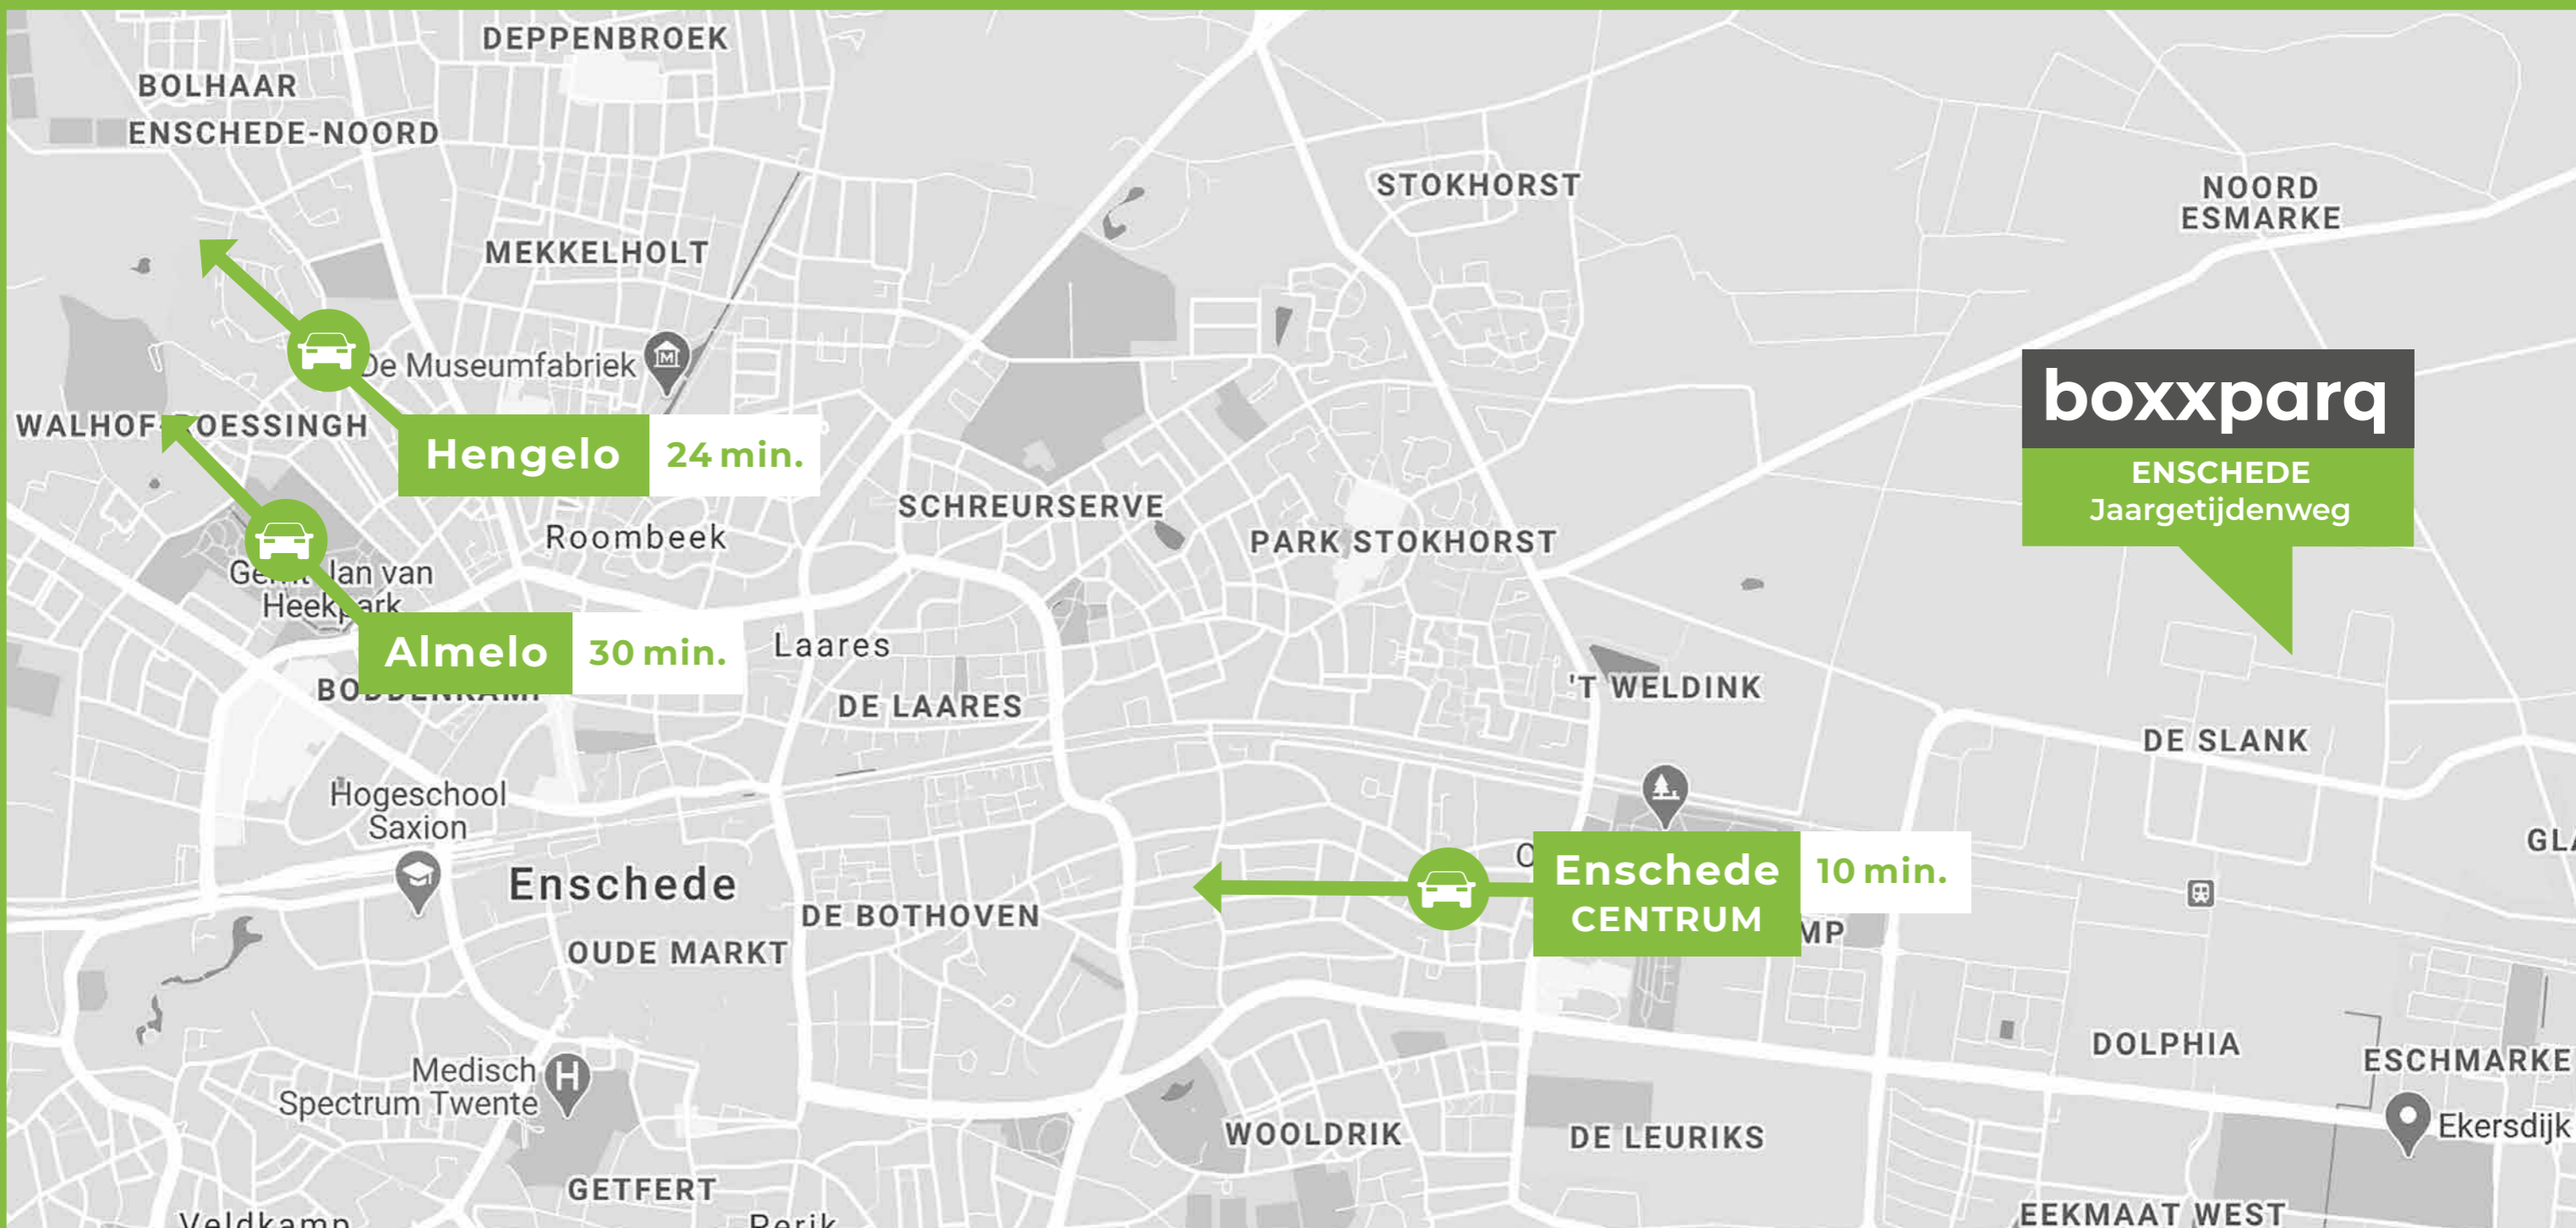 DEPPENBROEK
BOLHAAR
ENSCHEDE-NOORD
STOKHORST
NOORD
ESMARKE
MEKKELHOLT
De Museumfabriek
boxxparq
ENSCHEDE
Jaargetijdenweg
Hengelo 24 min.
SCHREURSERVE
Roombeek
PARK STOKHORST
Heekpark
Almelo 30 min.
Laares
'T WELDINK
DE LAARES
DE SLANK
Hogeschool
Saxion
Enschede
CENTRUM
10 min.
Enschede
DE BOTHOVEN
OUDE MARKT
DOLPHIA
ESCHMARKE
Medisch
Spectrum Twente
H
Ekersdijk
WOOLDRIK
DE LEURIKS
GETFERT
EEKMAAT WEST
Veldkamp